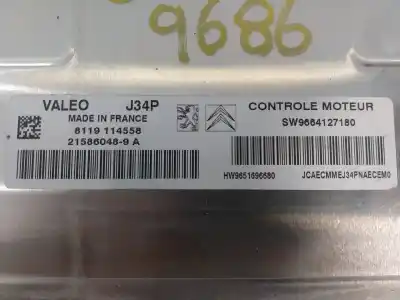 9686
VALEO J34P
MADE IN FRANCE
8119 114558
21586048-9 A
CONTROLE MOTEUR
SW9664127180
HW9651696680 JCAECMMEJ34PNAECEM0